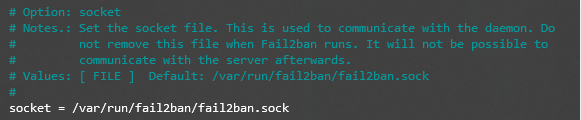 # Option: socket
# Notes.: Set the socket file. This is used to communicate with the daemon. Do
#         not remove this file when Fail2ban runs. It will not be possible to
#         communicate with the server afterwards.
# Values: [ FILE ]  Default: /var/run/fail2ban/fail2ban.sock
#
socket = /var/run/fail2ban/fail2ban.sock